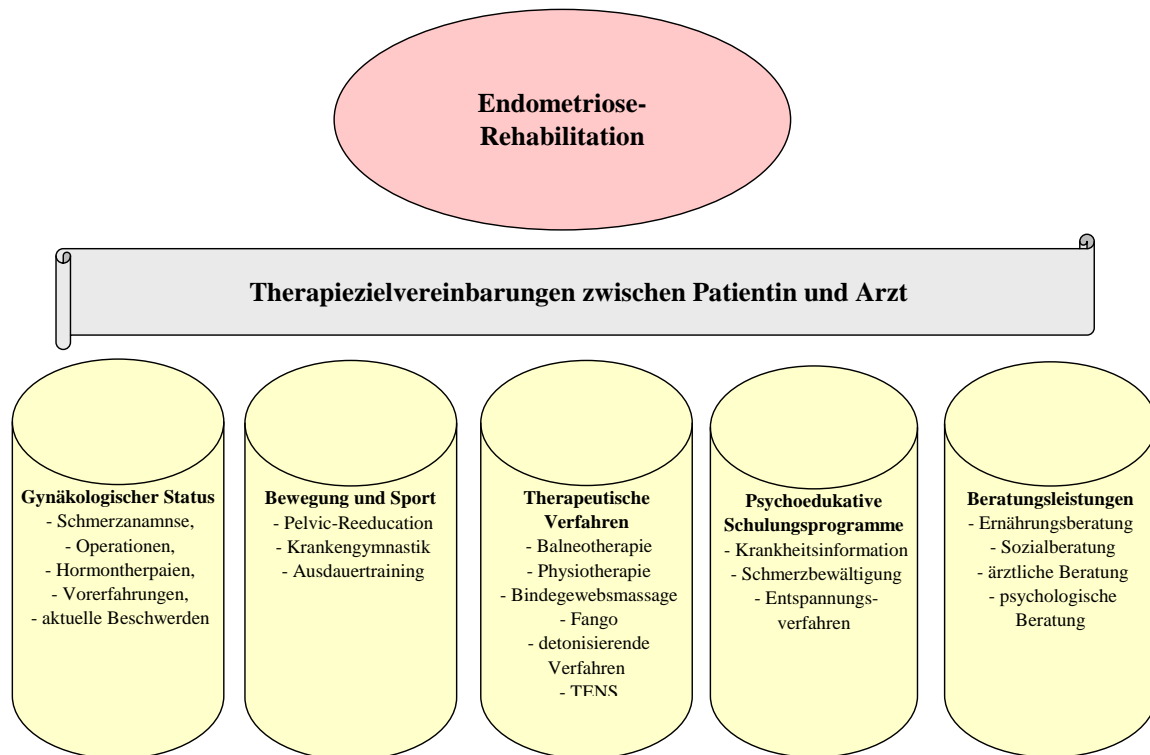 Endometriose-
Rehabilitation
Therapiezielvereinbarungen zwischen Patientin und Arzt
Gynäkologischer Status
- Schmerzanamnse,
- Operationen,
- Hormontherpaien,
- Vorerfahrungen,
- aktuelle Beschwerden
Bewegung und Sport
- Pelvic-Reeducation
- Krankengymnastik
- Ausdauertraining
Therapeutische
Verfahren
- Balneotherapie
- Physiotherapie
- Bindegewebsmassage
- Fango
- detonisierende
Verfahren
- TENS
Psychoedukative
Schulungsprogramme
- Krankheitsinformation
- Schmerzbewältigung
- Entspannungs-
verfahren
Beratungsleistungen
- Ernährungsberatung
- Sozialberatung
- ärztliche Beratung
- psychologische
Beratung